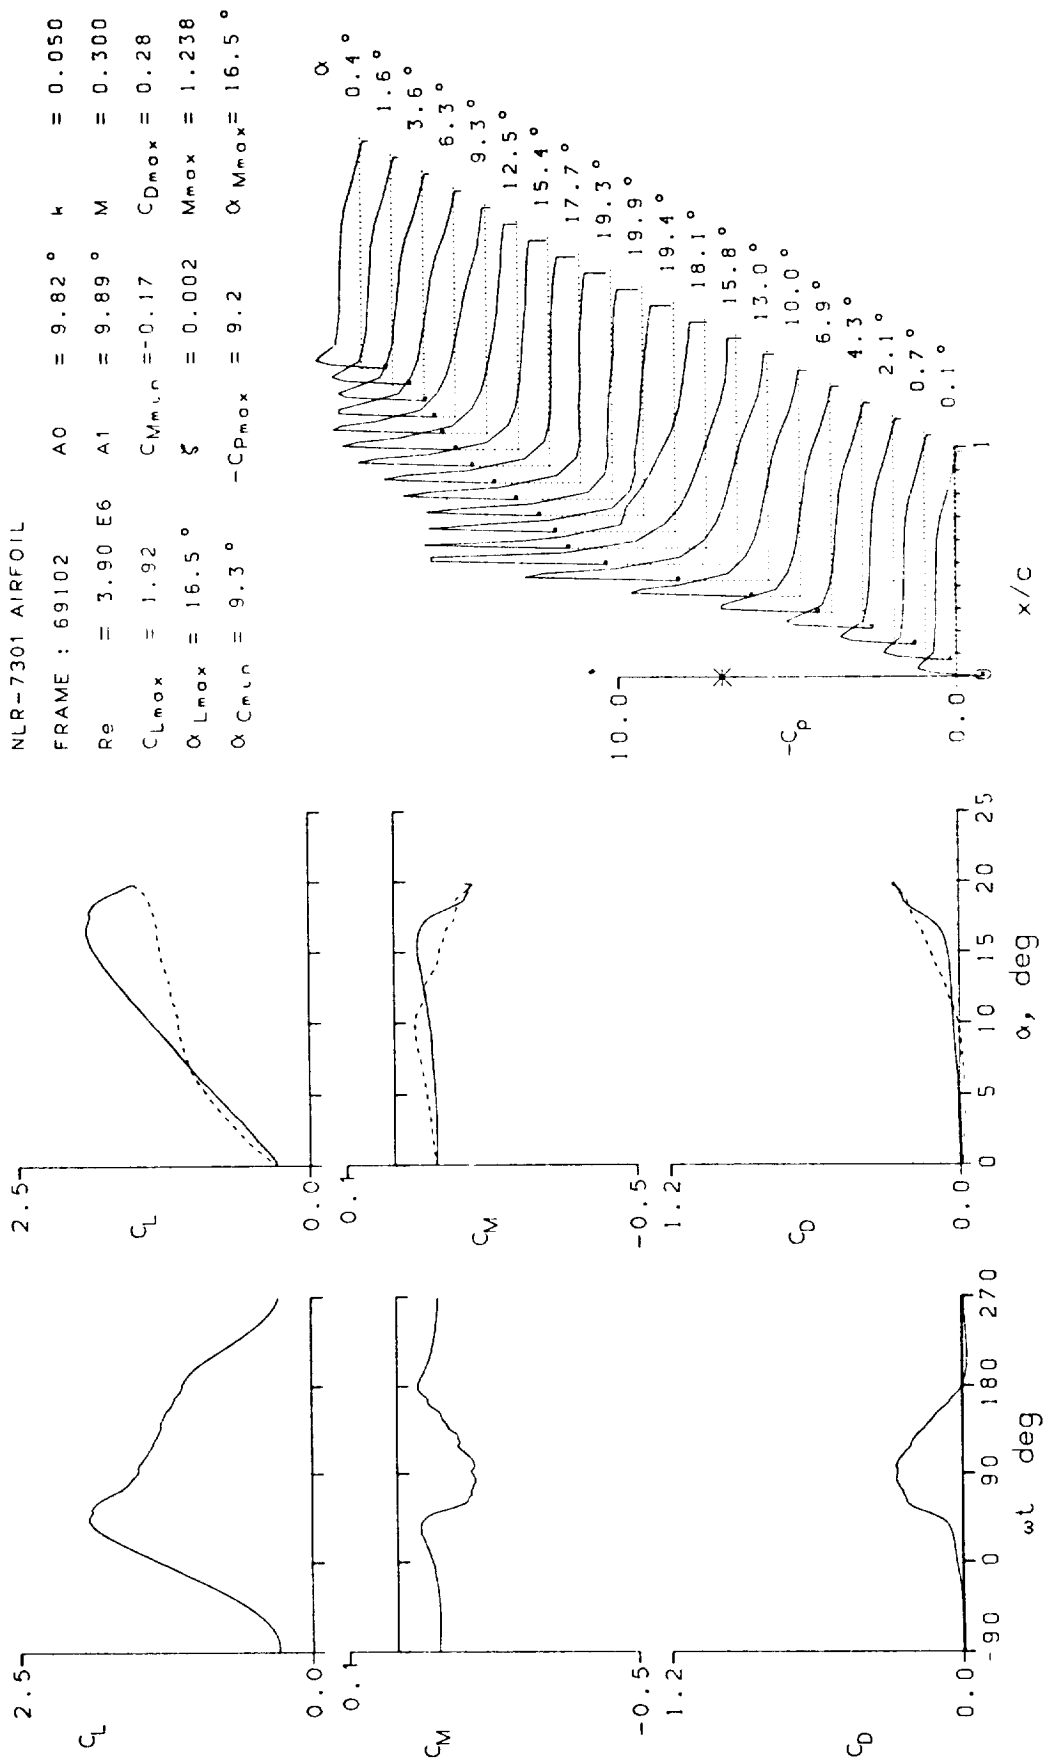 NLR-7301 AIRFOIL
FRAME : 69102 A0 = 9.82° k = 0.050
Re = 3.90 E6 A1 = 9.89° M = 0.300
CLmax = 1.92 CMmin =-0.17 CDmax = 0.28
αLmax = 16.5° ζ = 0.002 Mmax = 1.238
αCmin = 9.3° -CPmax = 9.2 αMmax= 16.5°
2.5
CL
0.0
0.1
CM
-0.5
1.2
CD
0.0
-90 0 90 180 270
ωt deg
2.5
CL
0.0
0.1
CM
-0.5
1.2
CD
0.0
0 5 10 15 20 25
α, deg
α
0.4°
1.6°
3.6°
6.3°
9.3°
12.5°
15.4°
17.7°
19.3°
19.9°
19.4°
18.1°
15.8°
13.0°
10.0°
6.9°
4.3°
2.1°
0.7°
0.1°
10.0
-Cp
0.0
0 1
x/c